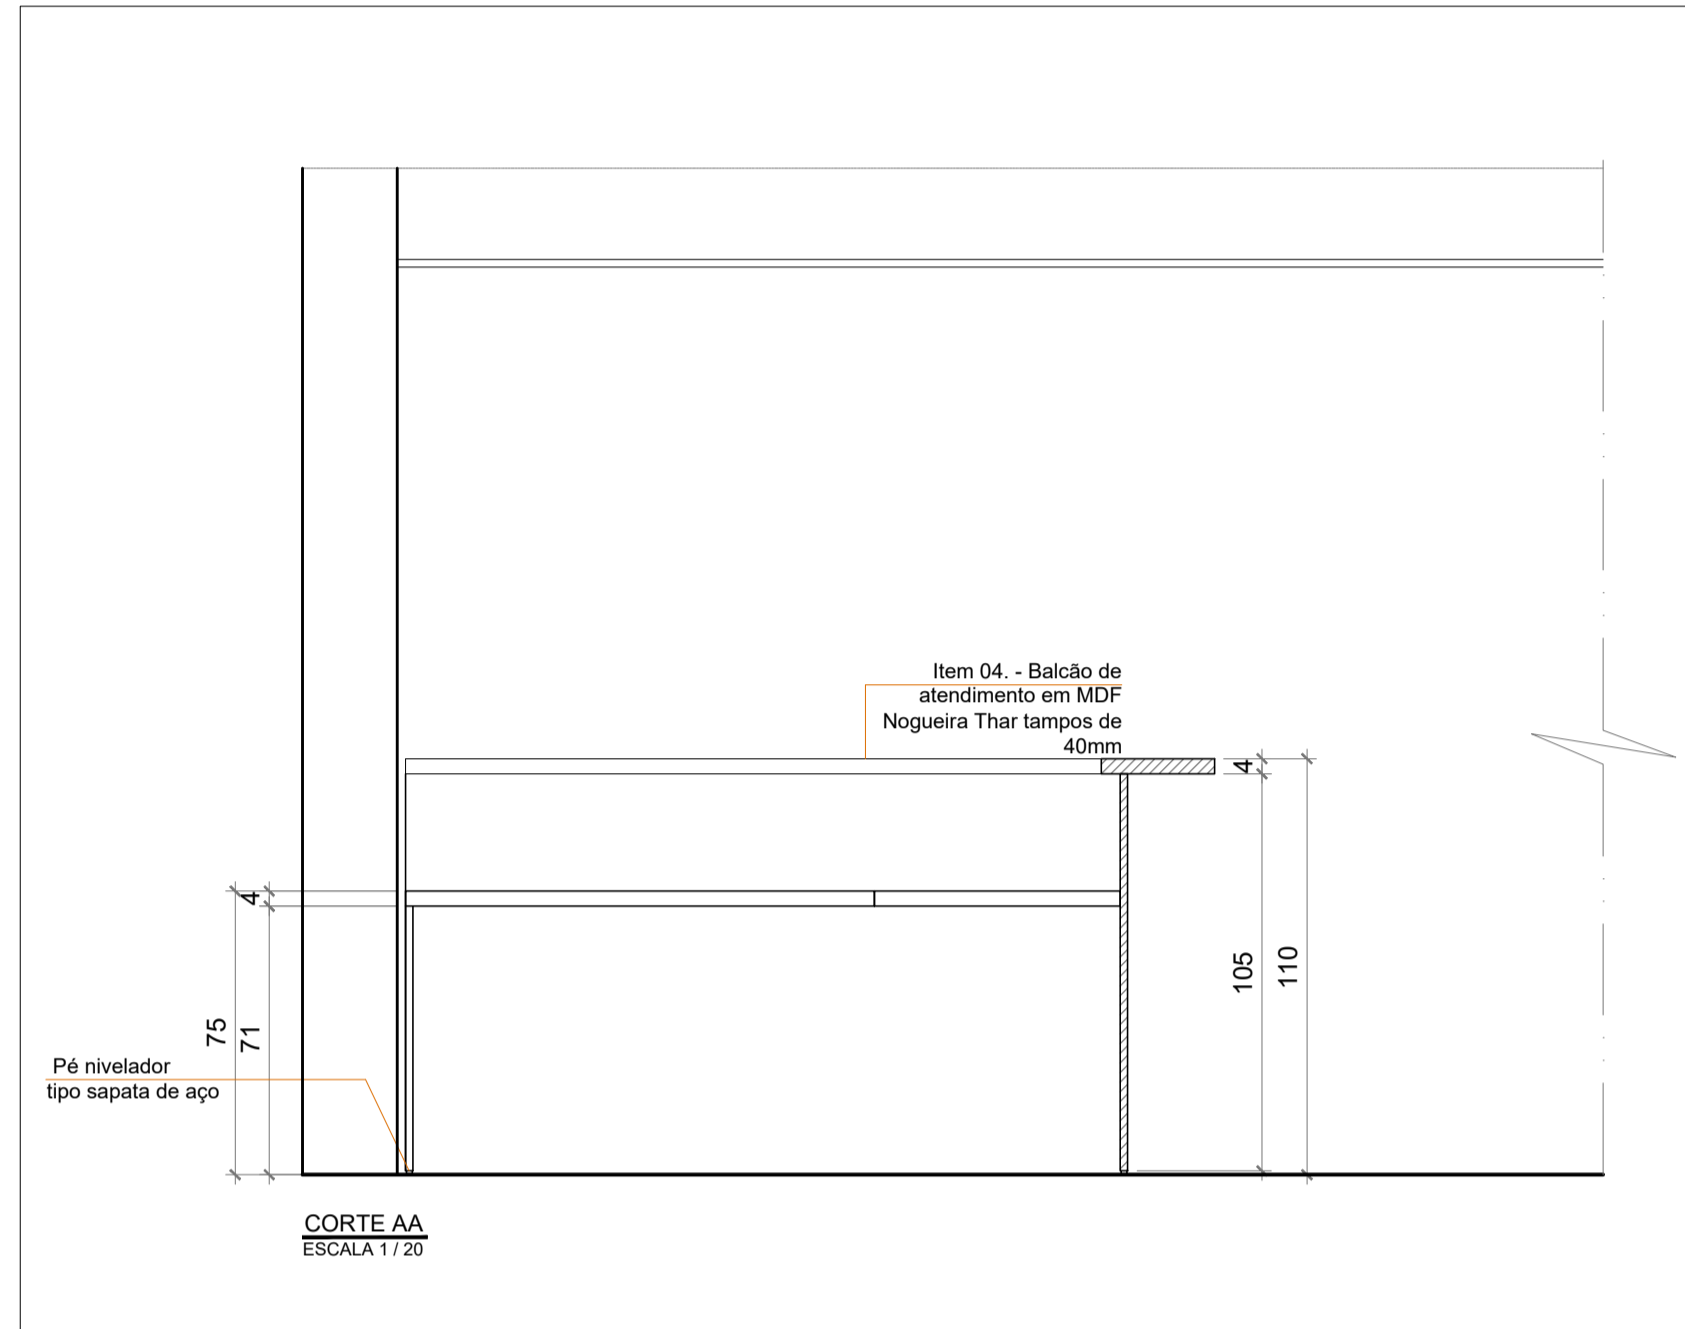 Item 04. - Balcão de
atendimento em MDF
Nogueira Thar tampos de
40mm
4
4
105
110
75
71
Pé nivelador
tipo sapata de aço
CORTE AA
ESCALA 1 / 20